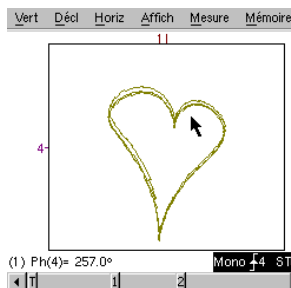 Vert Décl Horiz Affich Mesure Mémoire
1
4
(1) Ph(4)= 257.0° Mono 4 ST
T 1 2